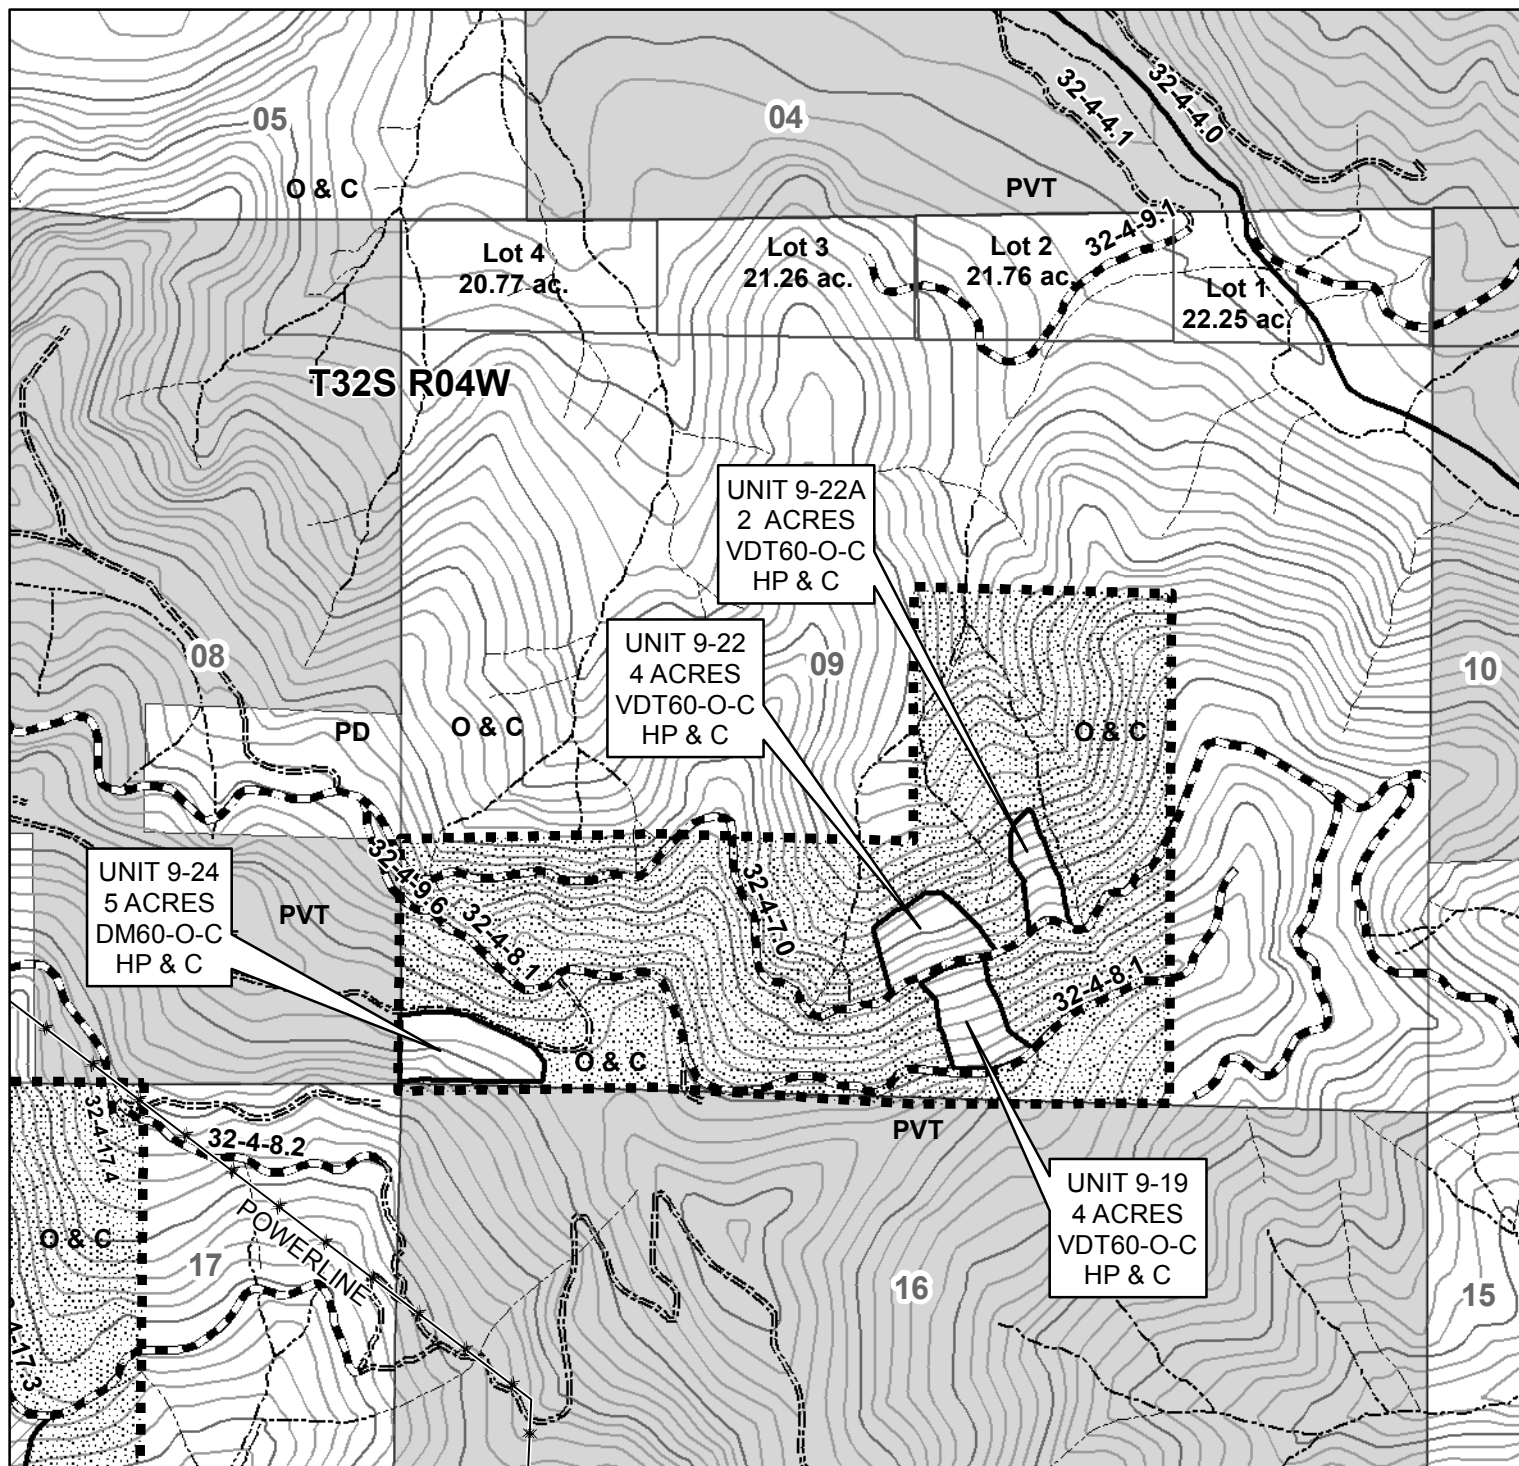 32-4-4.1
32-4-4.0
05
04
O & C
PVT
32-4-9.1
Lot 4
20.77 ac.
Lot 3
21.26 ac.
Lot 2
21.76 ac.
Lot 1
22.25 ac.
T32S R04W
UNIT 9-22A
2 ACRES
VDT60-O-C
HP & C
UNIT 9-22
4 ACRES
VDT60-O-C
HP & C
08
09
10
PD
O & C
O & C
UNIT 9-24
5 ACRES
DM60-O-C
HP & C
PVT
32-4-9.6
32-4-8.1
32-4-7.0
32-4-8.1
O & C
32-4-17.4
32-4-8.2
PVT
UNIT 9-19
4 ACRES
VDT60-O-C
HP & C
O & C
17
POWERLINE
16
15
4-17.3